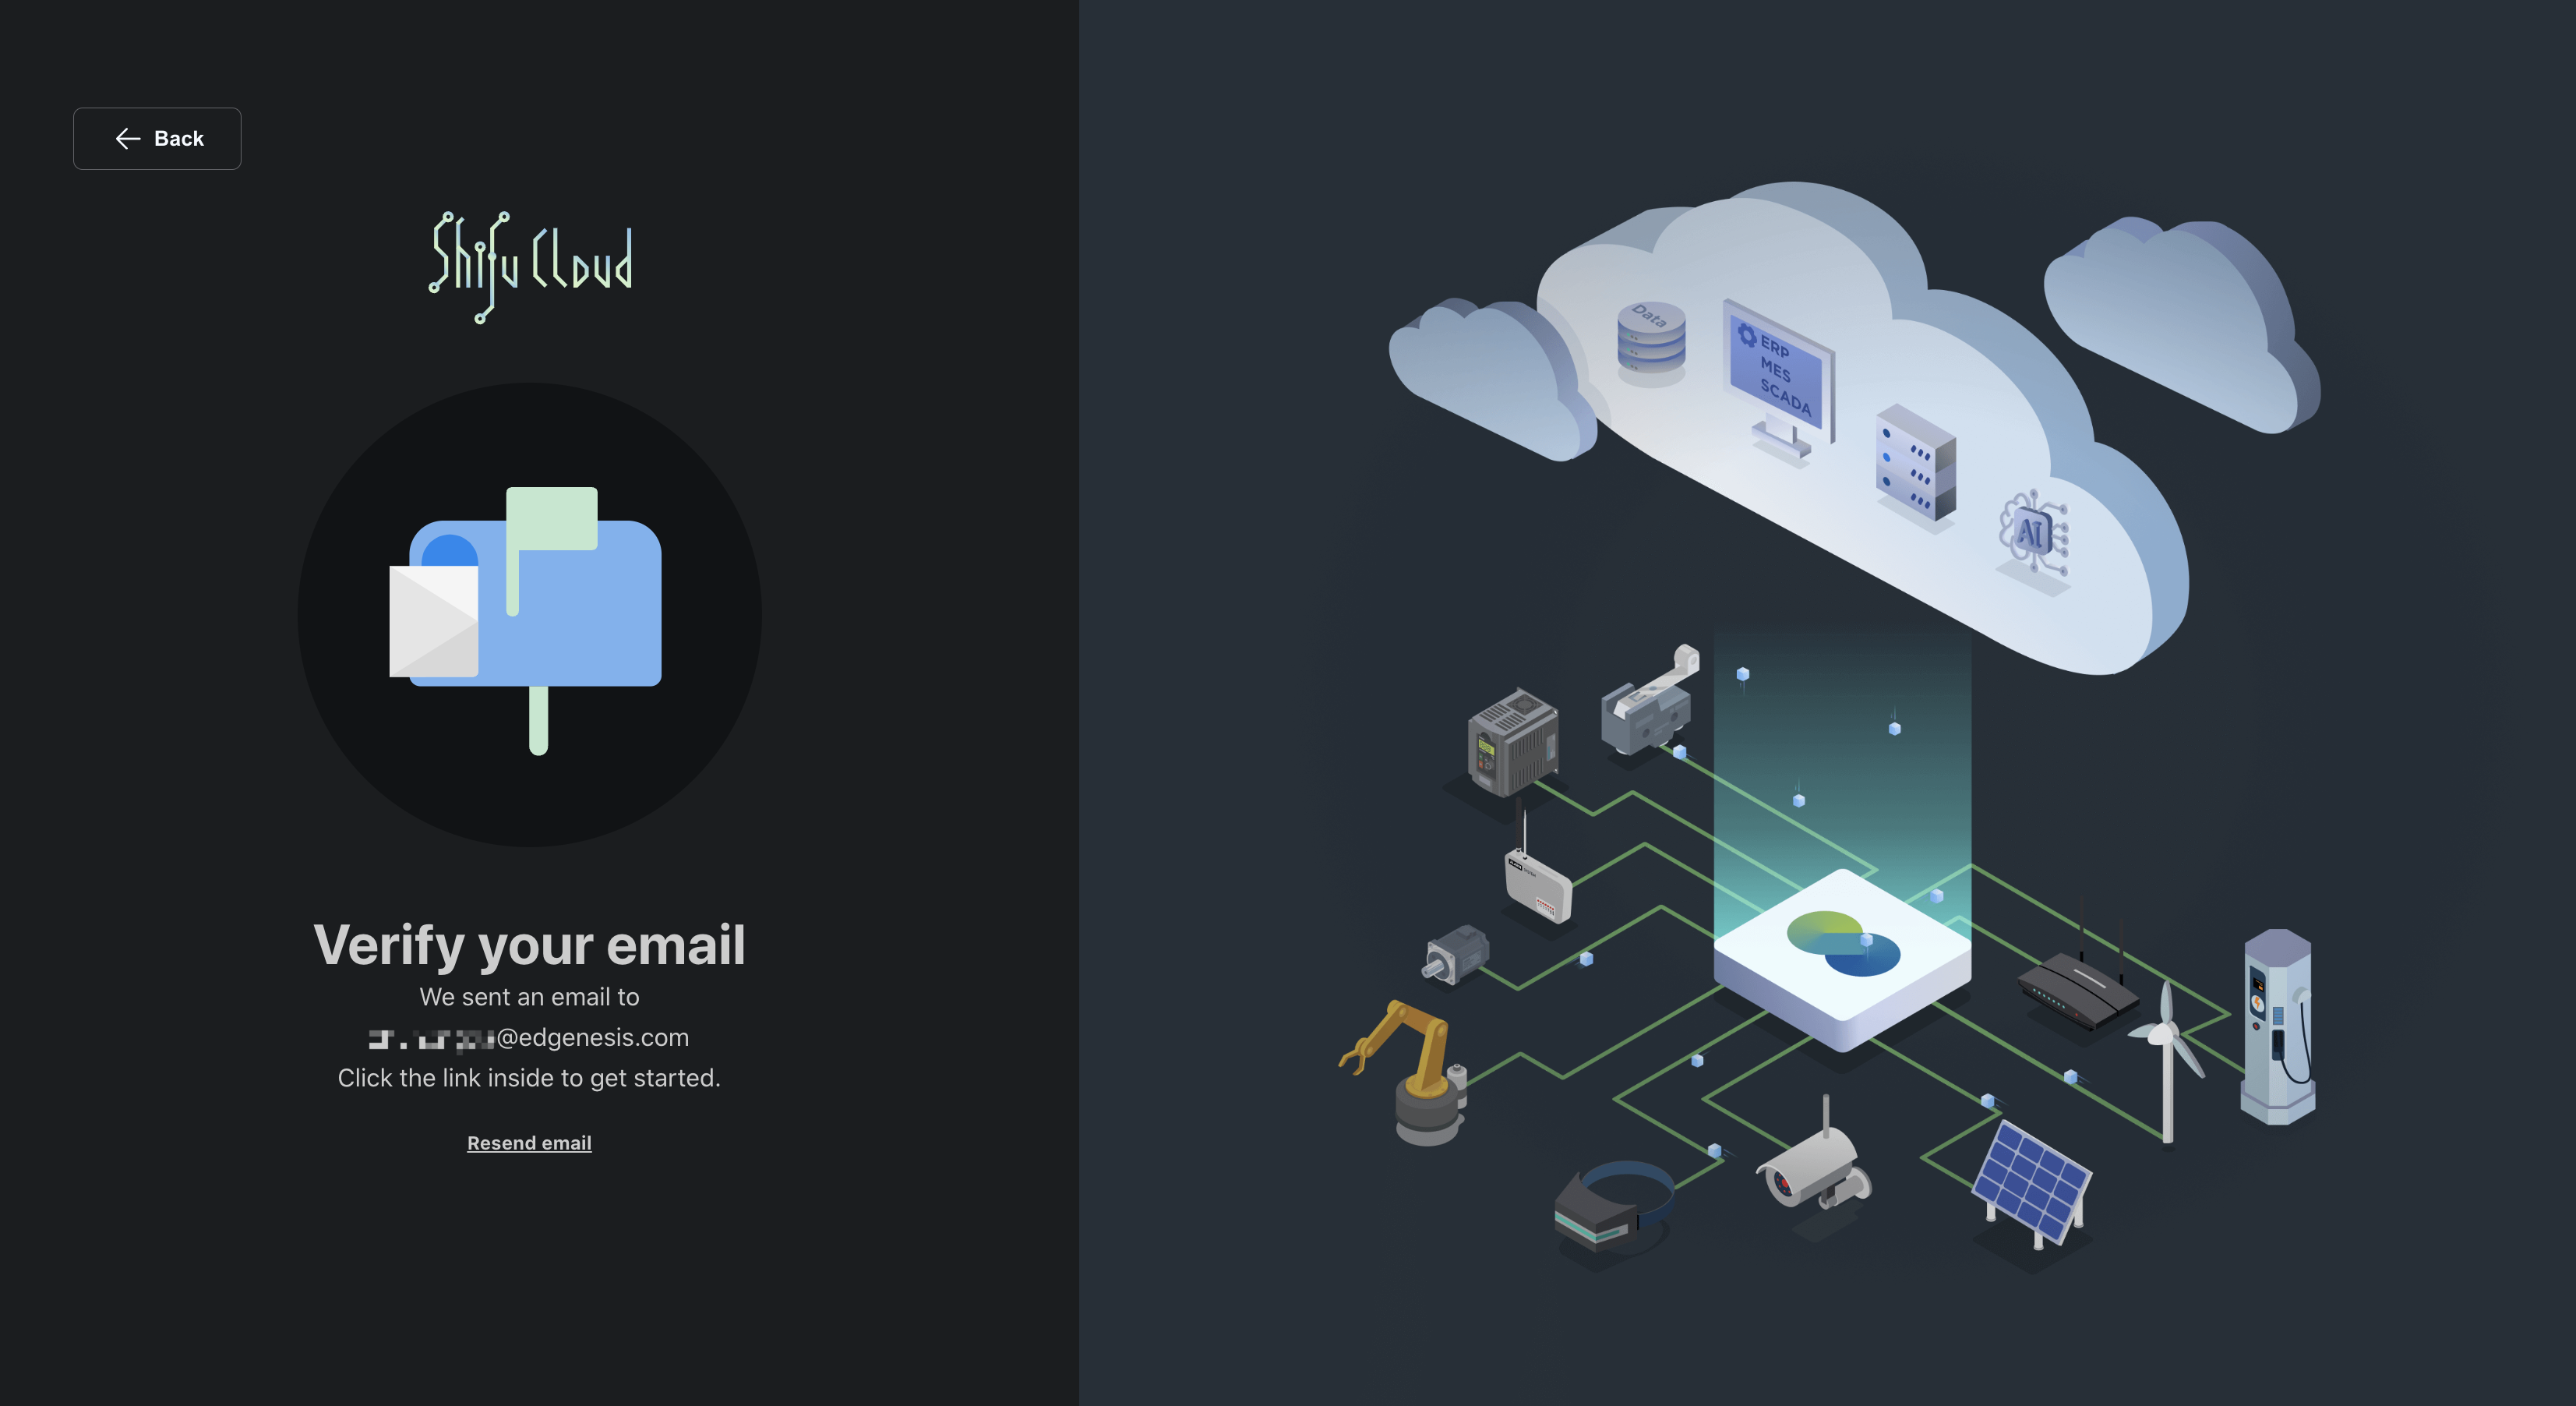 Back
Shifu Cloud
Verify your email
We sent an email to
@edgenesis.com
Click the link inside to get started.
Resend email
Data
ERP
MES
SCADA
AI